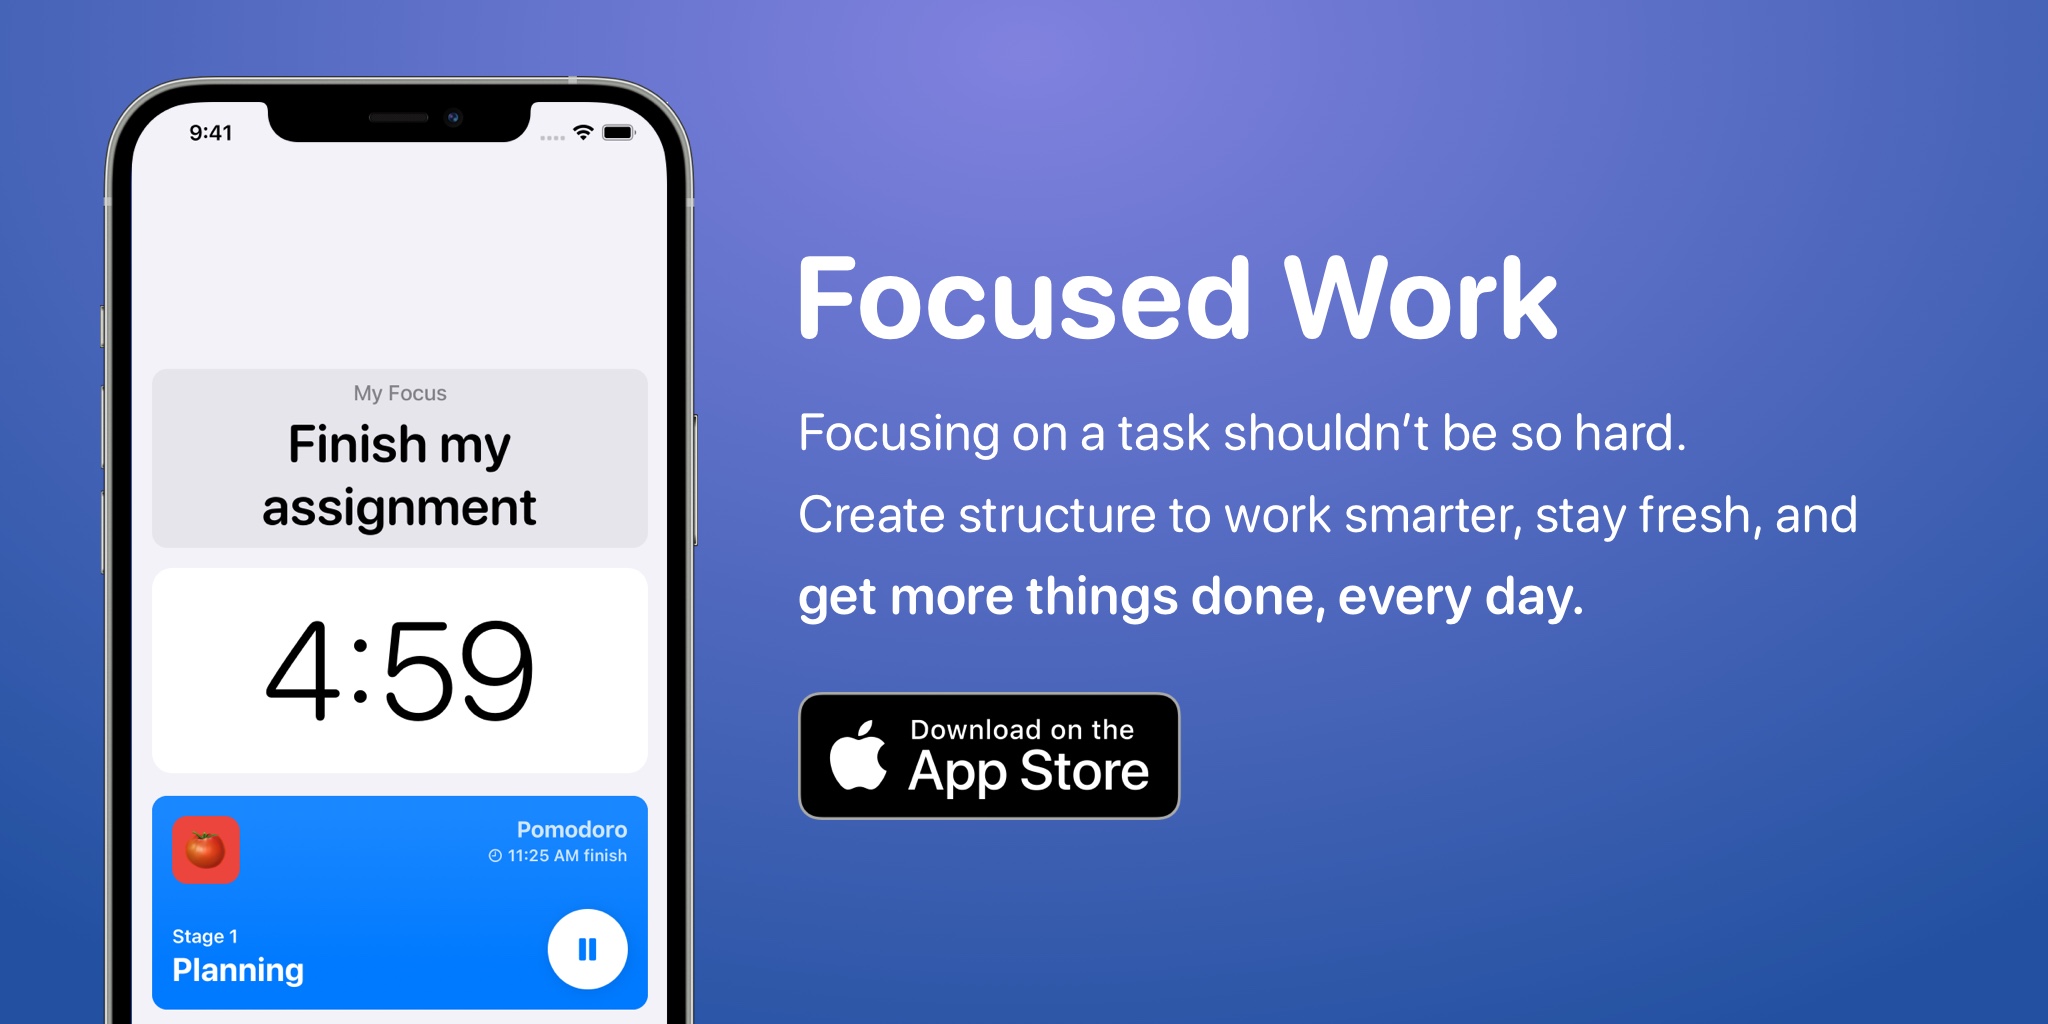 9:41
My Focus
Finish my
assignment
4:59
Pomodoro
11:25 AM finish
Stage 1
Planning
Focused Work
Focusing on a task shouldn’t be so hard.
Create structure to work smarter, stay fresh, and
get more things done, every day.
Download on the
App Store